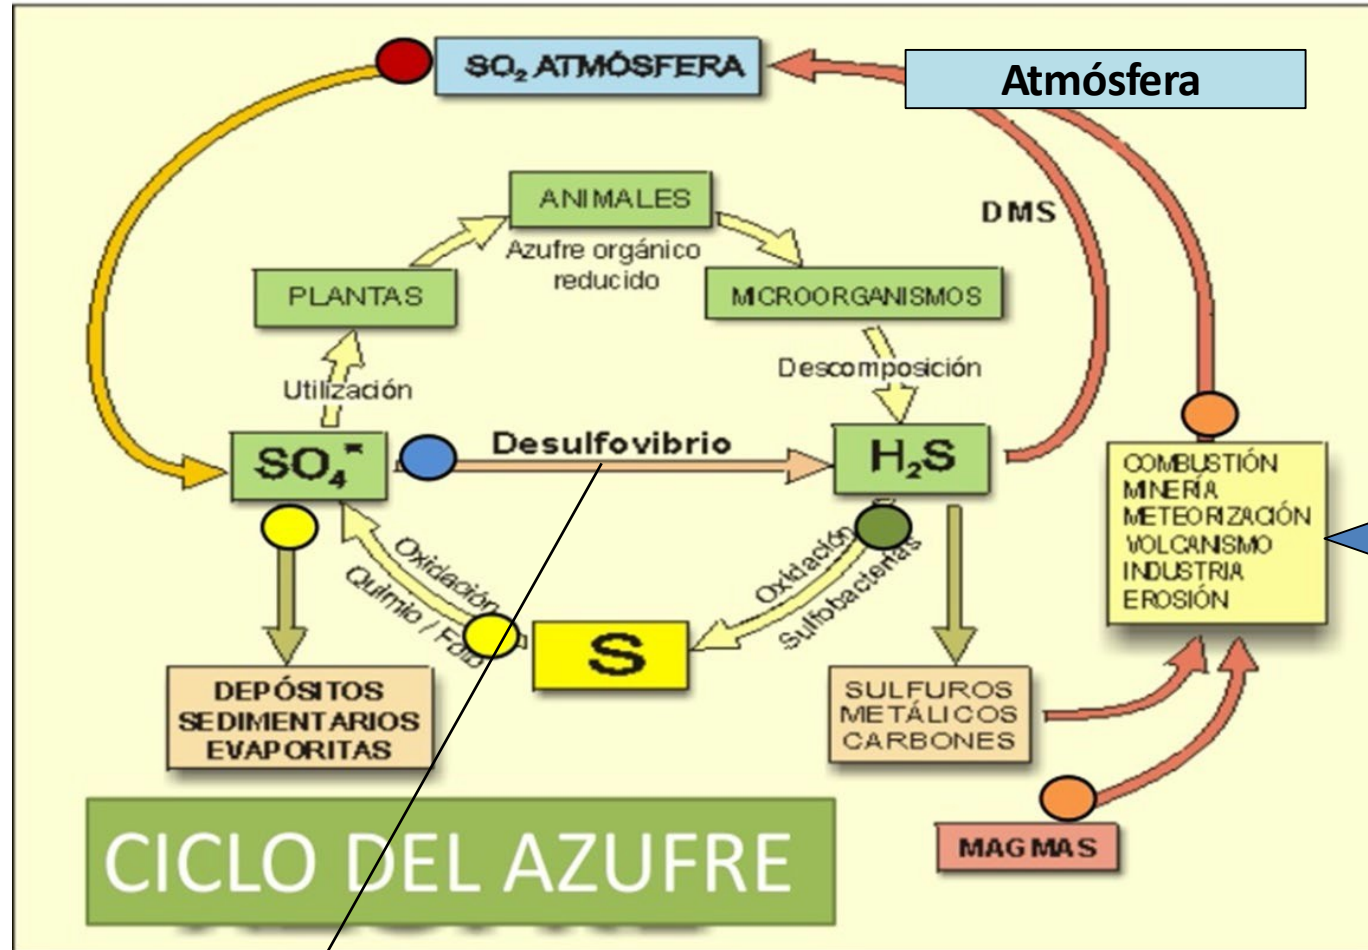 SO₂ ATMÓSFERA
Atmósfera
ANIMALES
DMS
Azufre orgánico
reducido
PLANTAS
MICROORGANISMOS
Descomposición
Utilización
SO₄⁼
Desulfovibrio
H₂S
COMBUSTIÓN
MINERÍA
METEORIZACIÓN
VOLCANISMO
INDUSTRIA
EROSIÓN
Oxidación
Quimio / Foto
Oxidación
Sulfobacterias
S
DEPÓSITOS
SEDIMENTARIOS
EVAPORITAS
SULFUROS
METÁLICOS
CARBONES
CICLO DEL AZUFRE
MAGMAS